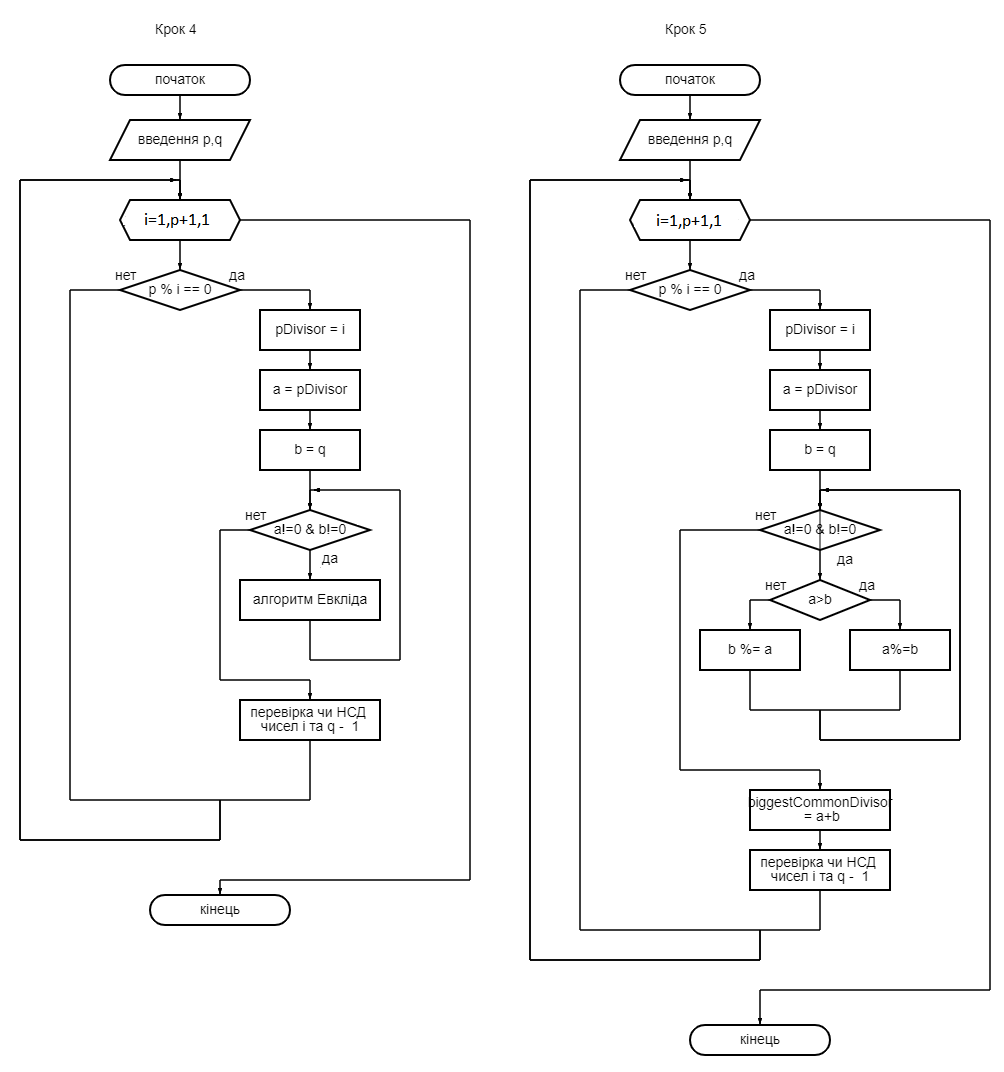 Крок 4
початок
введення p,q
i=1,p+1,1
нет
да
p % i == 0
pDivisor = i
a = pDivisor
b = q
нет
a!=0 & b!=0
да
алгоритм Евкліда
перевірка чи НСД
чисел і та q -  1
кінець
Крок 5
початок
введення p,q
i=1,p+1,1
нет
да
p % i == 0
pDivisor = i
a = pDivisor
b = q
нет
a!=0 & b!=0
да
нет
да
a>b
b %= a
a%=b
biggestCommonDivisor
= a+b
перевірка чи НСД
чисел і та q -  1
кінець